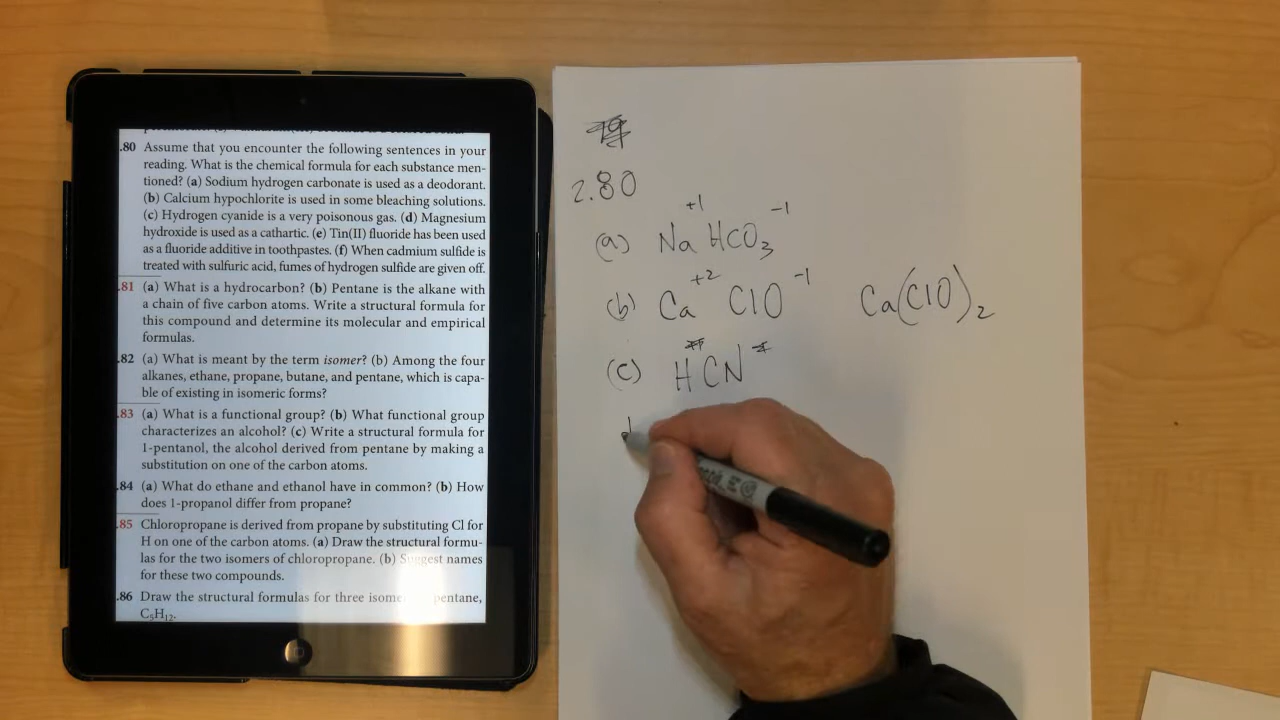 .80 Assume that you encounter the following sentences in your
reading. What is the chemical formula for each substance men-
tioned? (a) Sodium hydrogen carbonate is used as a deodorant.
(b) Calcium hypochlorite is used in some bleaching solutions.
(c) Hydrogen cyanide is a very poisonous gas. (d) Magnesium
hydroxide is used as a cathartic. (e) Tin(II) fluoride has been used
as a fluoride additive in toothpastes. (f) When cadmium sulfide is
treated with sulfuric acid, fumes of hydrogen sulfide are given off.
.81 (a) What is a hydrocarbon? (b) Pentane is the alkane with
a chain of five carbon atoms. Write a structural formula for
this compound and determine its molecular and empirical
formulas.
.82 (a) What is meant by the term isomer? (b) Among the four
alkanes, ethane, propane, butane, and pentane, which is capa-
ble of existing in isomeric forms?
.83 (a) What is a functional group? (b) What functional group
characterizes an alcohol? (c) Write a structural formula for
1-pentanol, the alcohol derived from pentane by making a
substitution on one of the carbon atoms.
.84 (a) What do ethane and ethanol have in common? (b) How
does 1-propanol differ from propane?
.85 Chloropropane is derived from propane by substituting Cl for
H on one of the carbon atoms. (a) Draw the structural formu-
las for the two isomers of chloropropane. (b) Suggest names
for these two compounds.
.86 Draw the structural formulas for three pentane,
C₅H₁₂.
2.80
(a) Na⁺¹ HCO₃⁻¹
(b) Ca⁺² ClO⁻¹ Ca(ClO)₂
(c) HCN